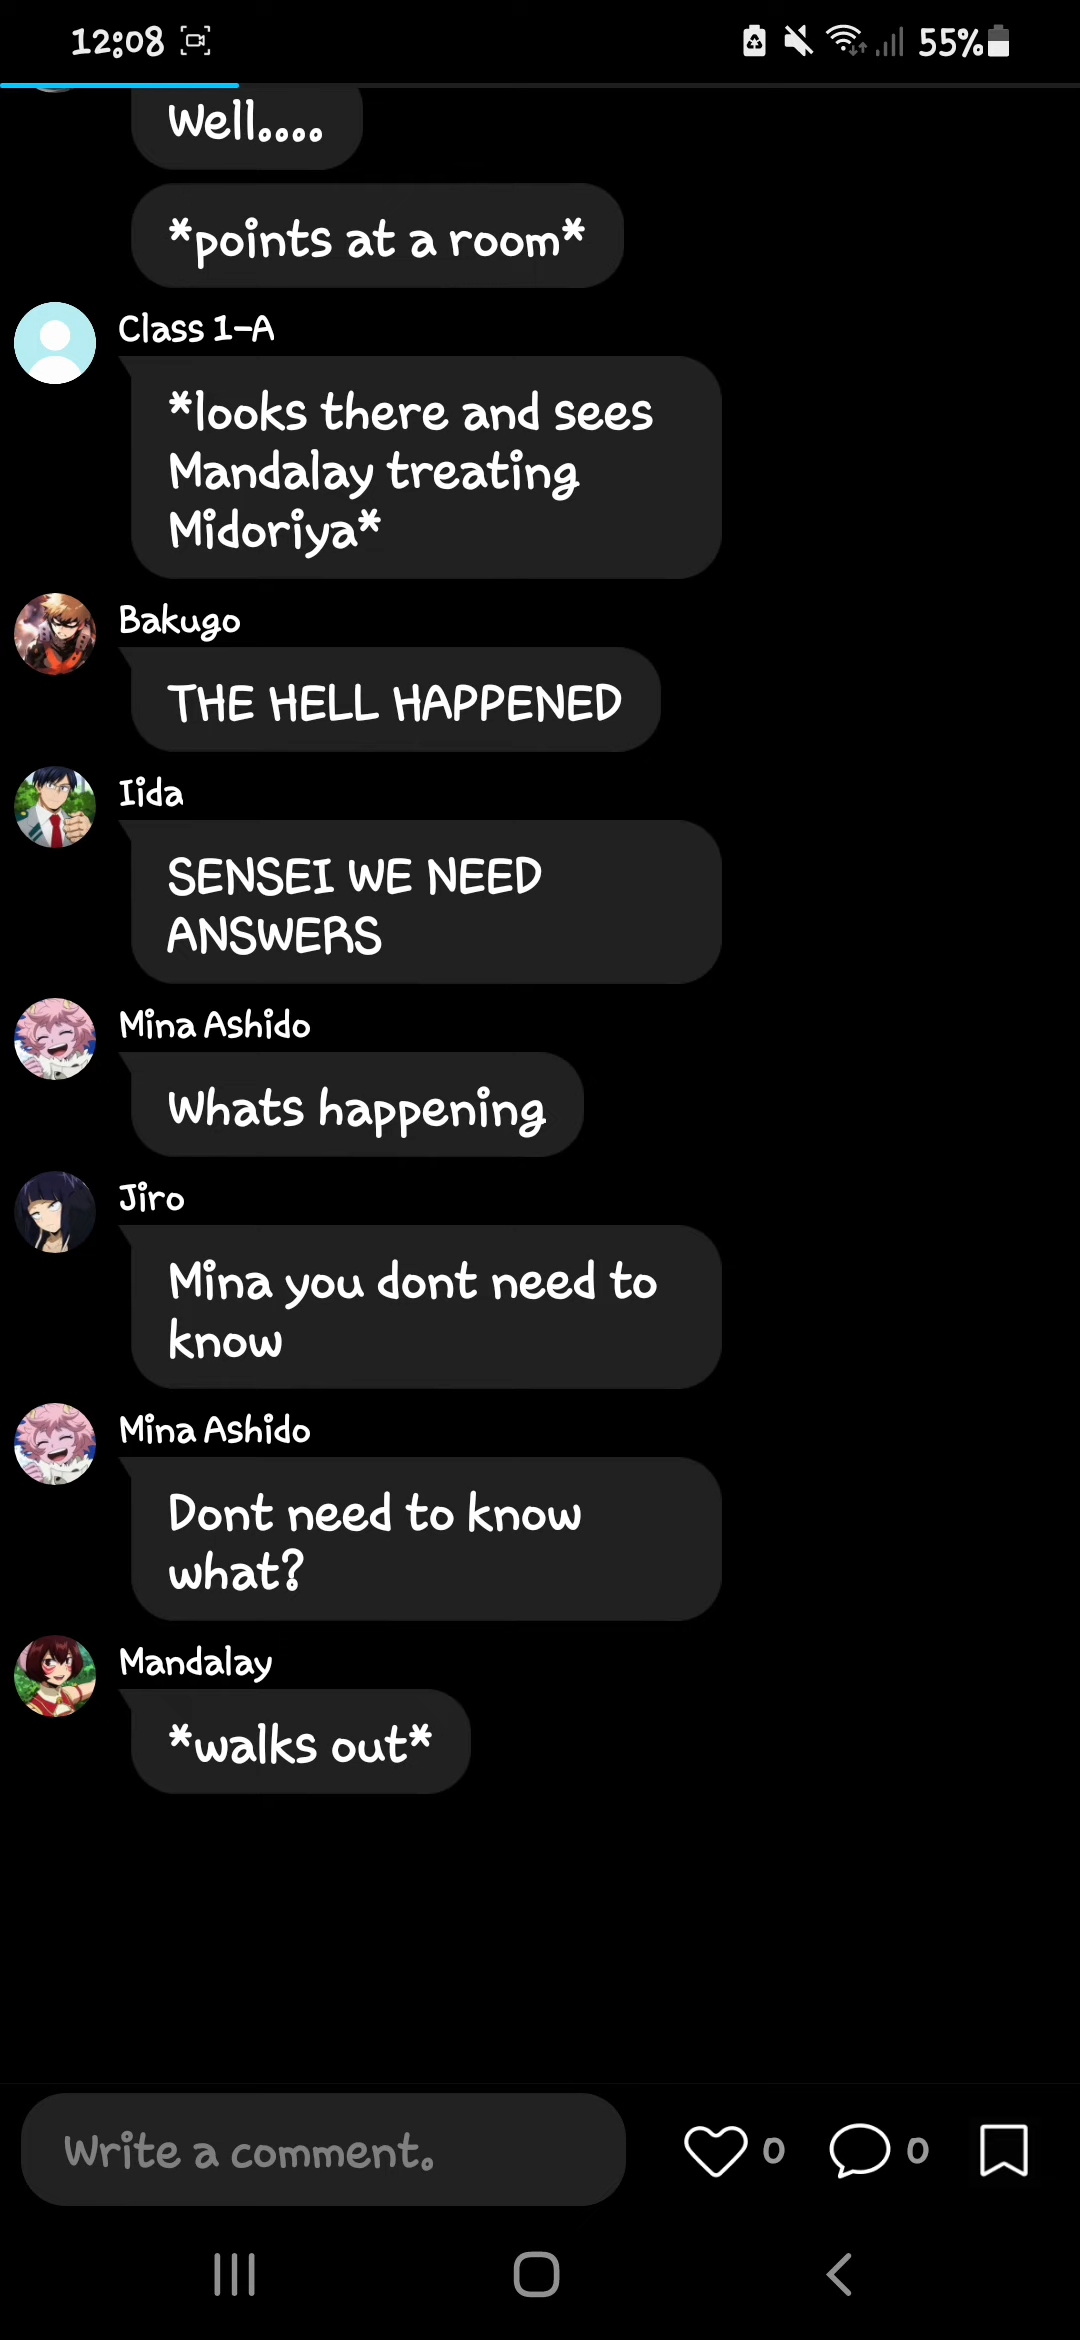 12:08
55%
Well....
*points at a room*
Class 1-A
*looks there and sees
Mandalay treating
Midoriya*
Bakugo
THE HELL HAPPENED
Iida
SENSEI WE NEED
ANSWERS
Mina Ashido
Whats happening
Jiro
Mina you dont need to
know
Mina Ashido
Dont need to know
what?
Mandalay
*walks out*
Write a comment.
0
0